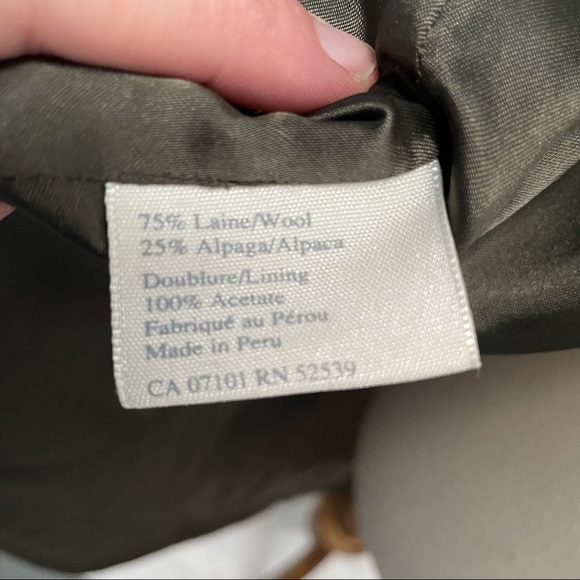 75% Laine/Wool
25% Alpaga/Alpaca
Doublure/Lining
100% Acetate
Fabriqué au Pérou
Made in Peru
CA 07101 RN 52539